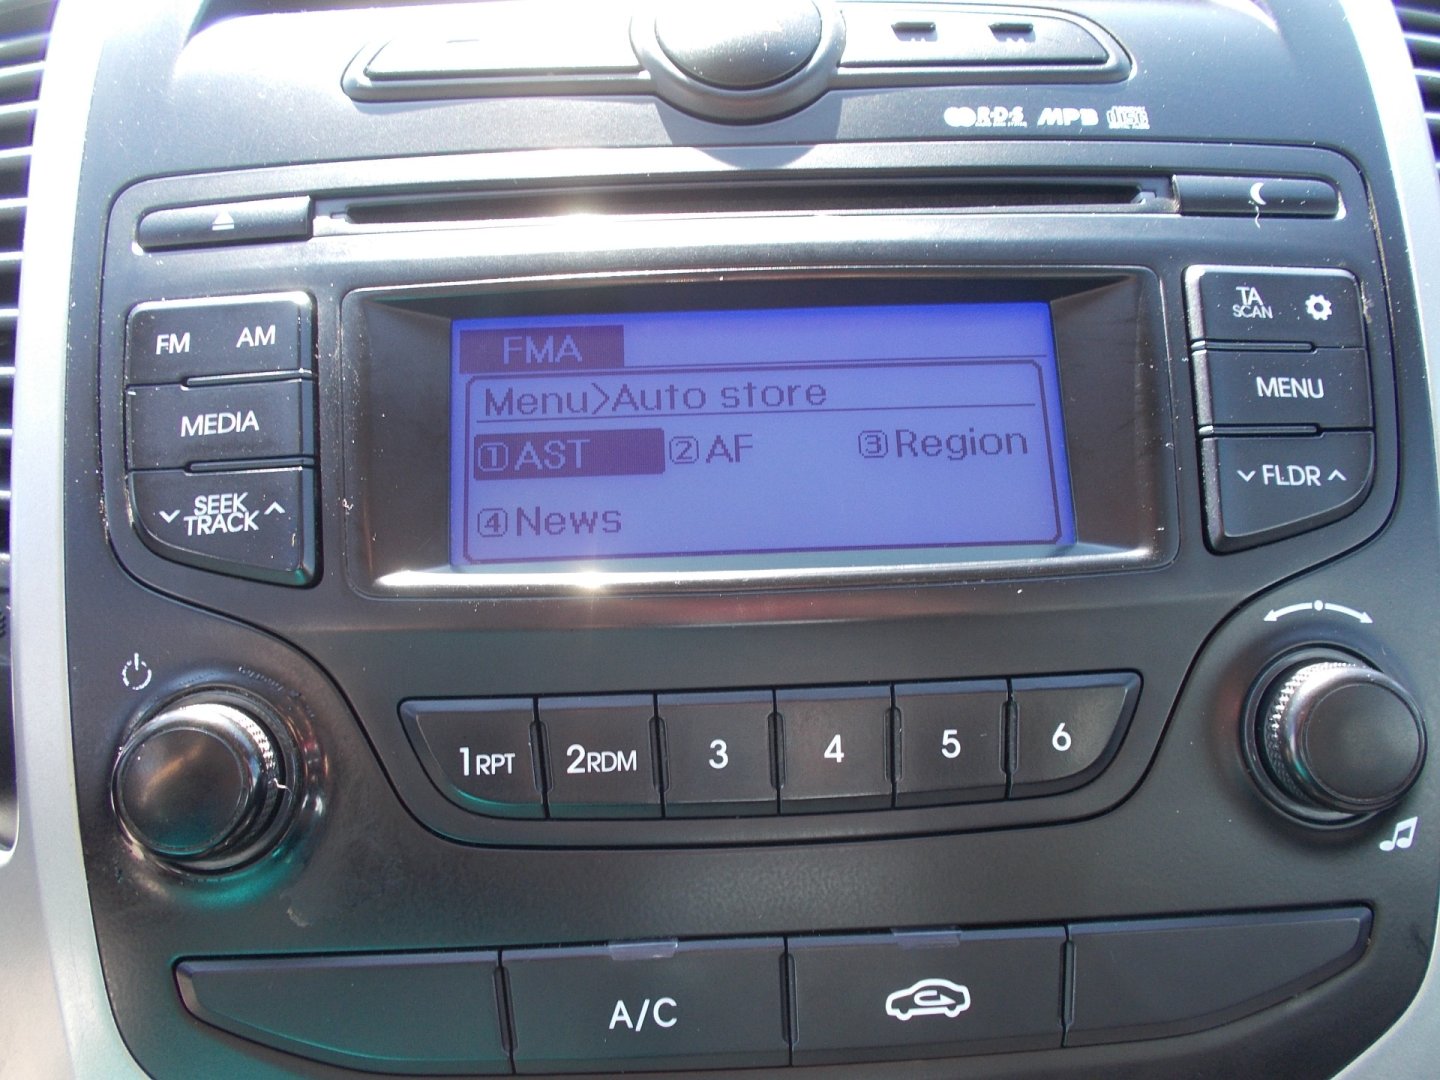 R·D·S MP3 disc
FM AM
MEDIA
SEEK
TRACK
FMA
Menu>Auto store
①AST ②AF ③Region
④News
TA
SCAN
MENU
FLDR
1RPT 2RDM 3 4 5 6
A/C